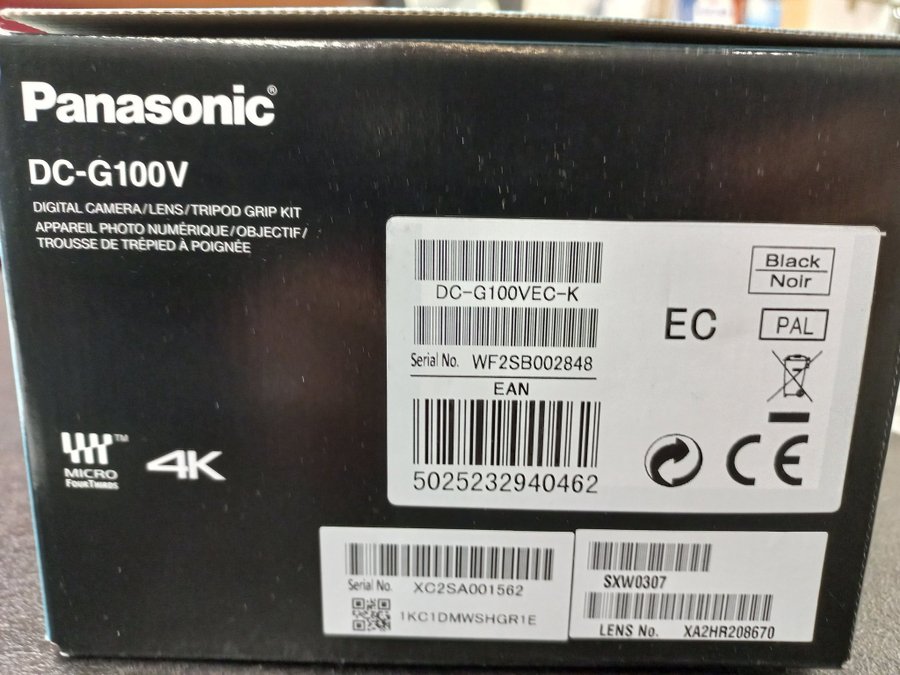 Panasonic®
DC-G100V
DIGITAL CAMERA/LENS/TRIPOD GRIP KIT
APPAREIL PHOTO NUMÉRIQUE/OBJECTIF/
TROUSSE DE TRÉPIED À POIGNÉE
MICRO ™
FOURTHIRDS
4K
DC-G100VEC-K
Serial No. WF2SB002848
EAN
5025232940462
EC
Black
Noir
PAL
CE
Serial No. XC2SA001562
1KC1DMWSHGR1E
SXW0307
LENS No. XA2HR208670